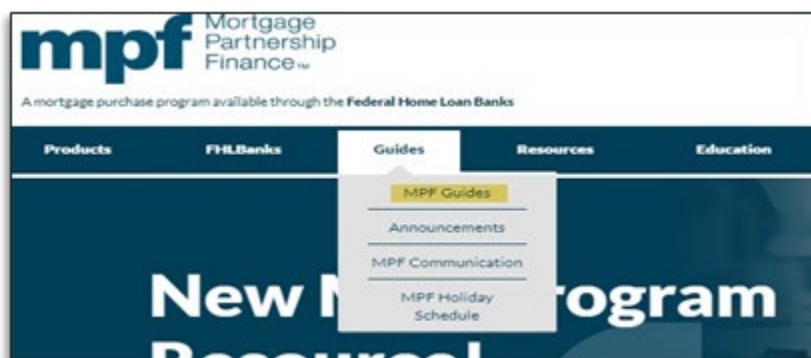 mpf Mortgage
Partnership
Finance
A mortgage purchase program available through the Federal Home Loan Banks
Products FHLBanks Guides Resources Education
MPF Guides
Announcements
MPF Communication
MPF Holiday
Schedule
New rogram
Resource!